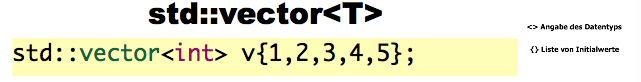 std::vector<T>
<> Angabe des Datentyps
std::vector<int> v{1,2,3,4,5};
{} Liste von Initialwerte